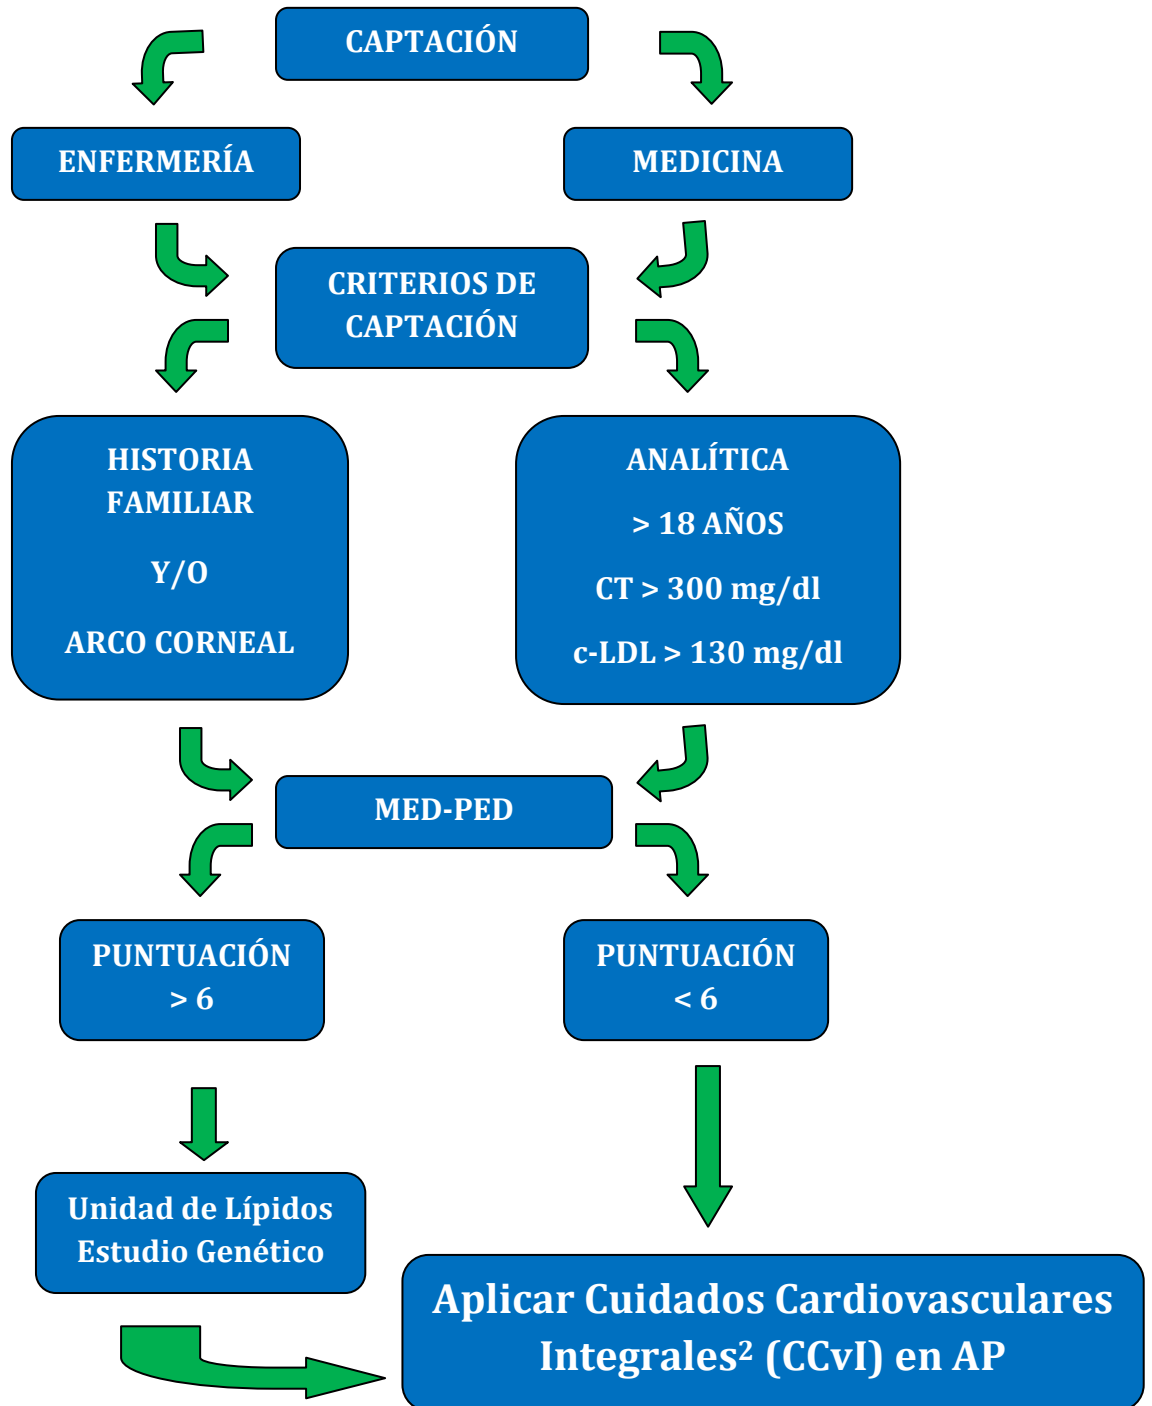 CAPTACIÓN
ENFERMERÍA
MEDICINA
CRITERIOS DE
CAPTACIÓN
HISTORIA
FAMILIAR
Y/O
ARCO CORNEAL
ANALÍTICA
> 18 AÑOS
CT > 300 mg/dl
c-LDL > 130 mg/dl
MED-PED
PUNTUACIÓN
> 6
PUNTUACIÓN
< 6
Unidad de Lípidos
Estudio Genético
Aplicar Cuidados Cardiovasculares
Integrales² (CCvI) en AP